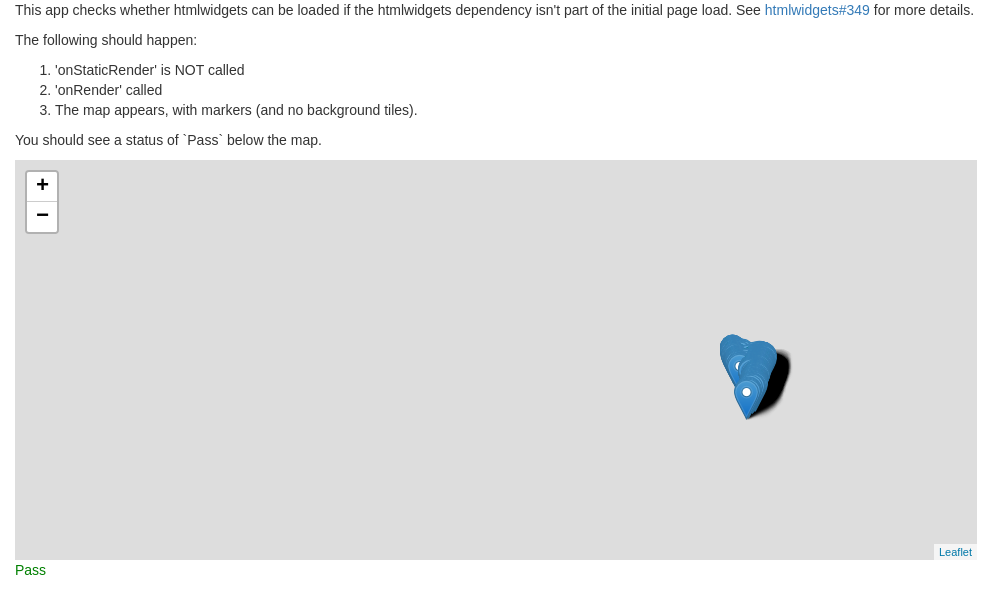 This app checks whether htmlwidgets can be loaded if the htmlwidgets dependency isn't part of the initial page load. See htmlwidgets#349 for more details.
The following should happen:
1. 'onStaticRender' is NOT called
2. 'onRender' called
3. The map appears, with markers (and no background tiles).
You should see a status of `Pass` below the map.
+
−
Leaflet
Pass